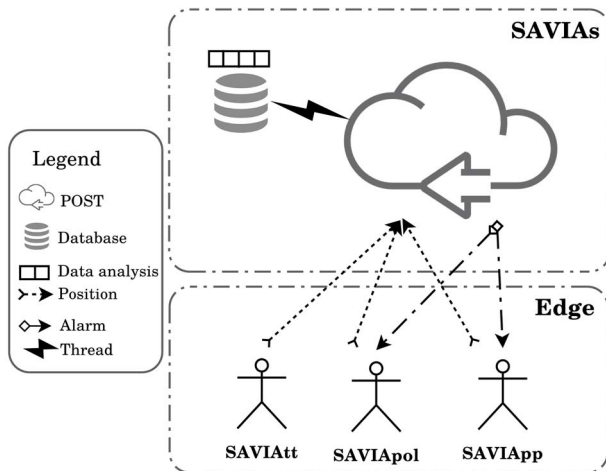 SAVIAs
Legend
POST
Database
Data analysis
Position
Alarm
Thread
Edge
SAVIAtt
SAVIApol
SAVIApp